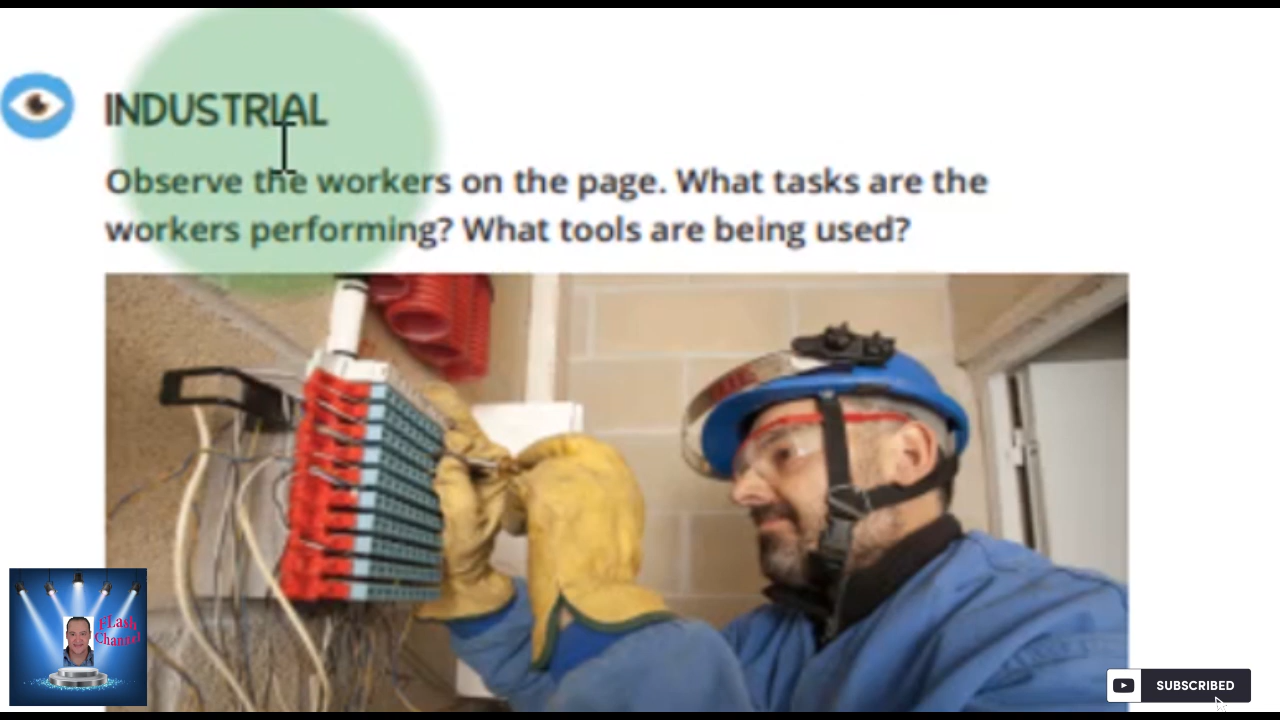 INDUSTRIAL
Observe the workers on the page. What tasks are the
workers performing? What tools are being used?
FLash
Channel
SUBSCRIBED